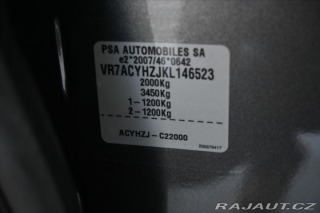 PSA AUTOMOBILES SA
e2*2007/46*0642
VR7ACYHZJKL146523
2000Kg
3450Kg
1-1200Kg
2-1200Kg
ACYHZJ-C22000
RAJAUT.CZ